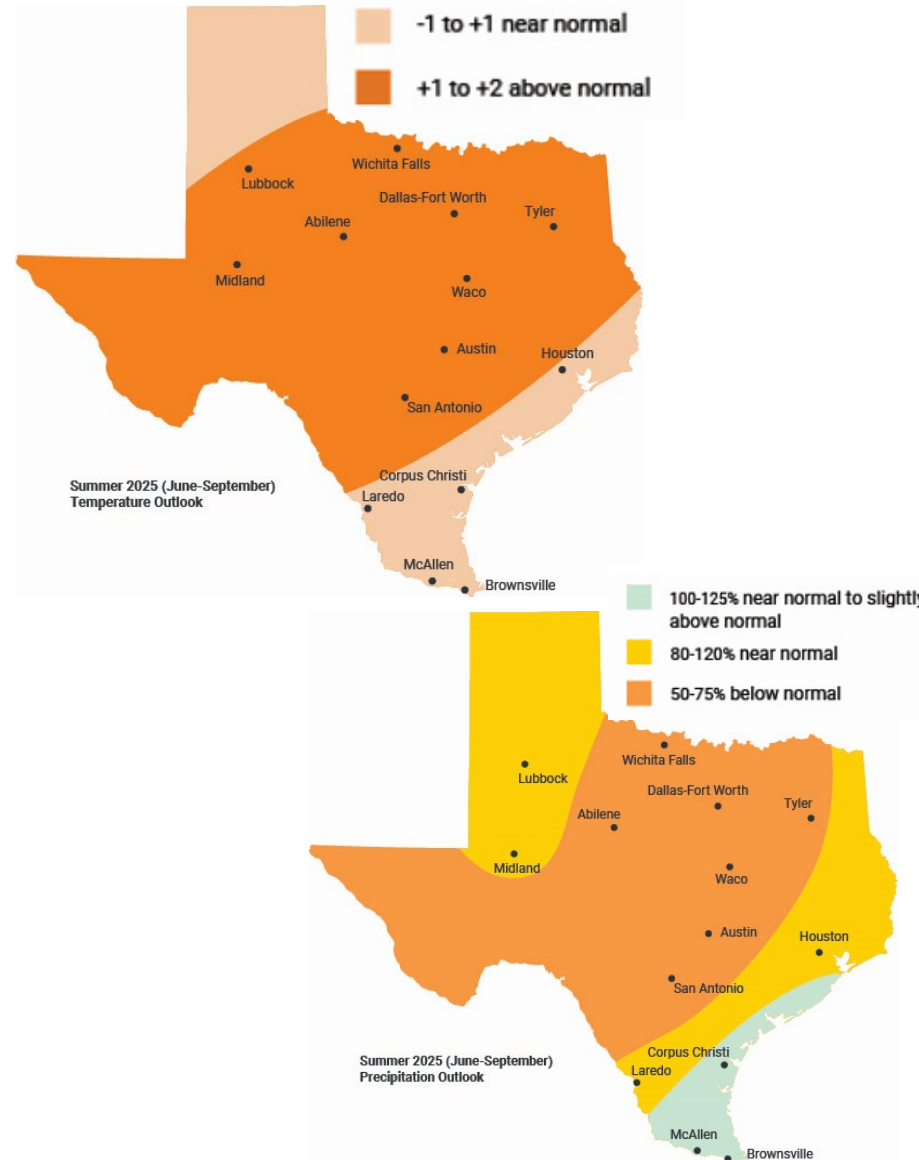 -1 to +1 near normal
+1 to +2 above normal
Wichita Falls
Lubbock
Dallas-Fort Worth
Tyler
Abilene
Midland
Waco
Austin
Houston
San Antonio
Corpus Christi
Laredo
Summer 2025 (June-September)
Temperature Outlook
McAllen
Brownsville
100-125% near normal to slightly
above normal
80-120% near normal
50-75% below normal
Wichita Falls
Lubbock
Dallas-Fort Worth
Tyler
Abilene
Midland
Waco
Austin
Houston
San Antonio
Corpus Christi
Laredo
Summer 2025 (June-September)
Precipitation Outlook
McAllen
Brownsville